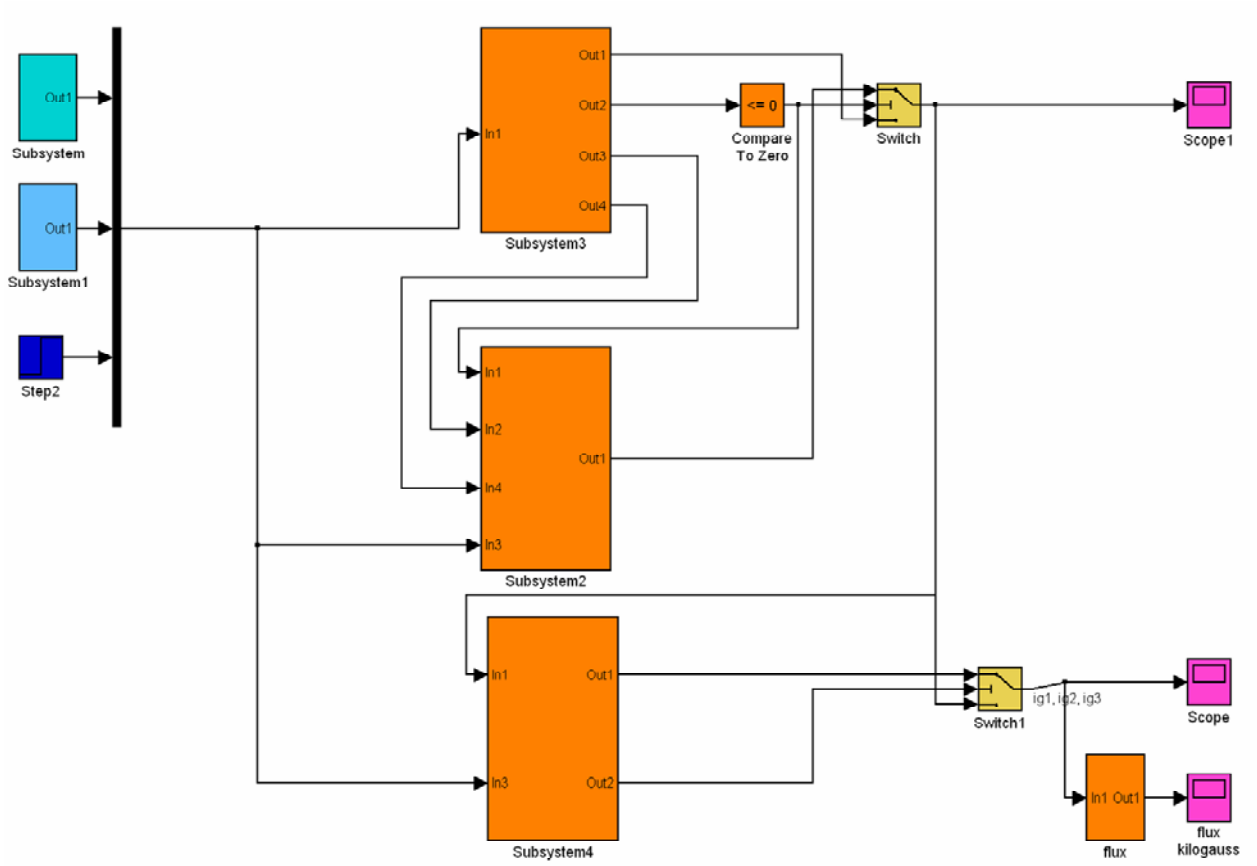 Out1
Subsystem
Out1
Subsystem1
Step2
In1
Out1
Out2
Out3
Out4
Subsystem3
<= 0
Compare
To Zero
Switch
Scope1
In1
In2
In4
In3
Out1
Subsystem2
In1
In3
Out1
Out2
Subsystem4
Switch1
ig1, ig2, ig3
Scope
In1 Out1
flux
flux
kilogauss